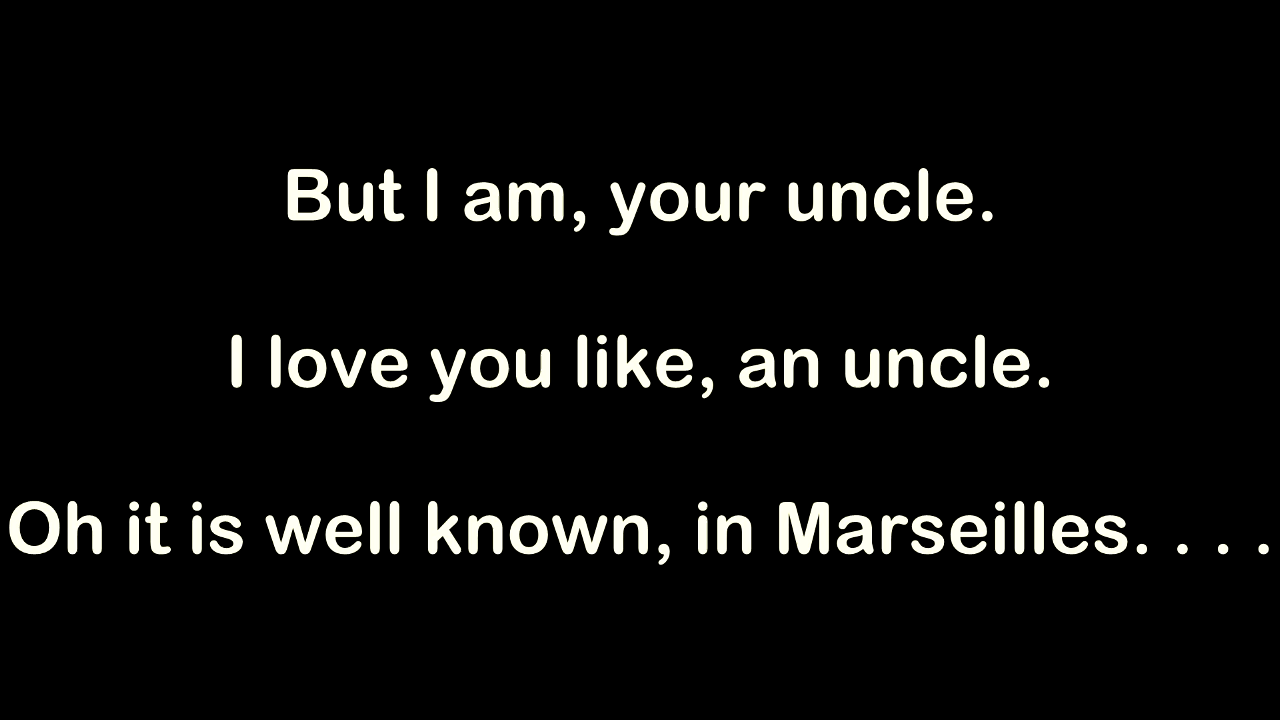 But I am, your uncle.
I love you like, an uncle.
Oh it is well known, in Marseilles. . . .